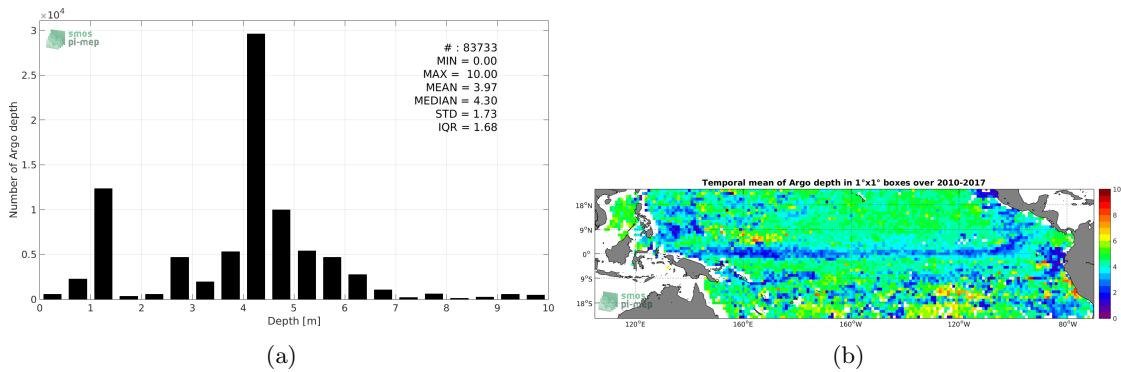 ×10⁴
smos
pi-mep
# : 83733
MIN = 0.00
MAX = 10.00
MEAN = 3.97
MEDIAN = 4.30
STD = 1.73
IQR = 1.68
3
2.5
2
1.5
1
0.5
0
Number of Argo depth
0 1 2 3 4 5 6 7 8 9 10
Depth [m]
(a)
Temporal mean of Argo depth in 1°x1° boxes over 2010-2017
18°N
9°N
0°
9°S
18°S
smos
pi-mep
120°E 160°E 160°W 120°W 80°W
10
8
6
4
2
0
(b)